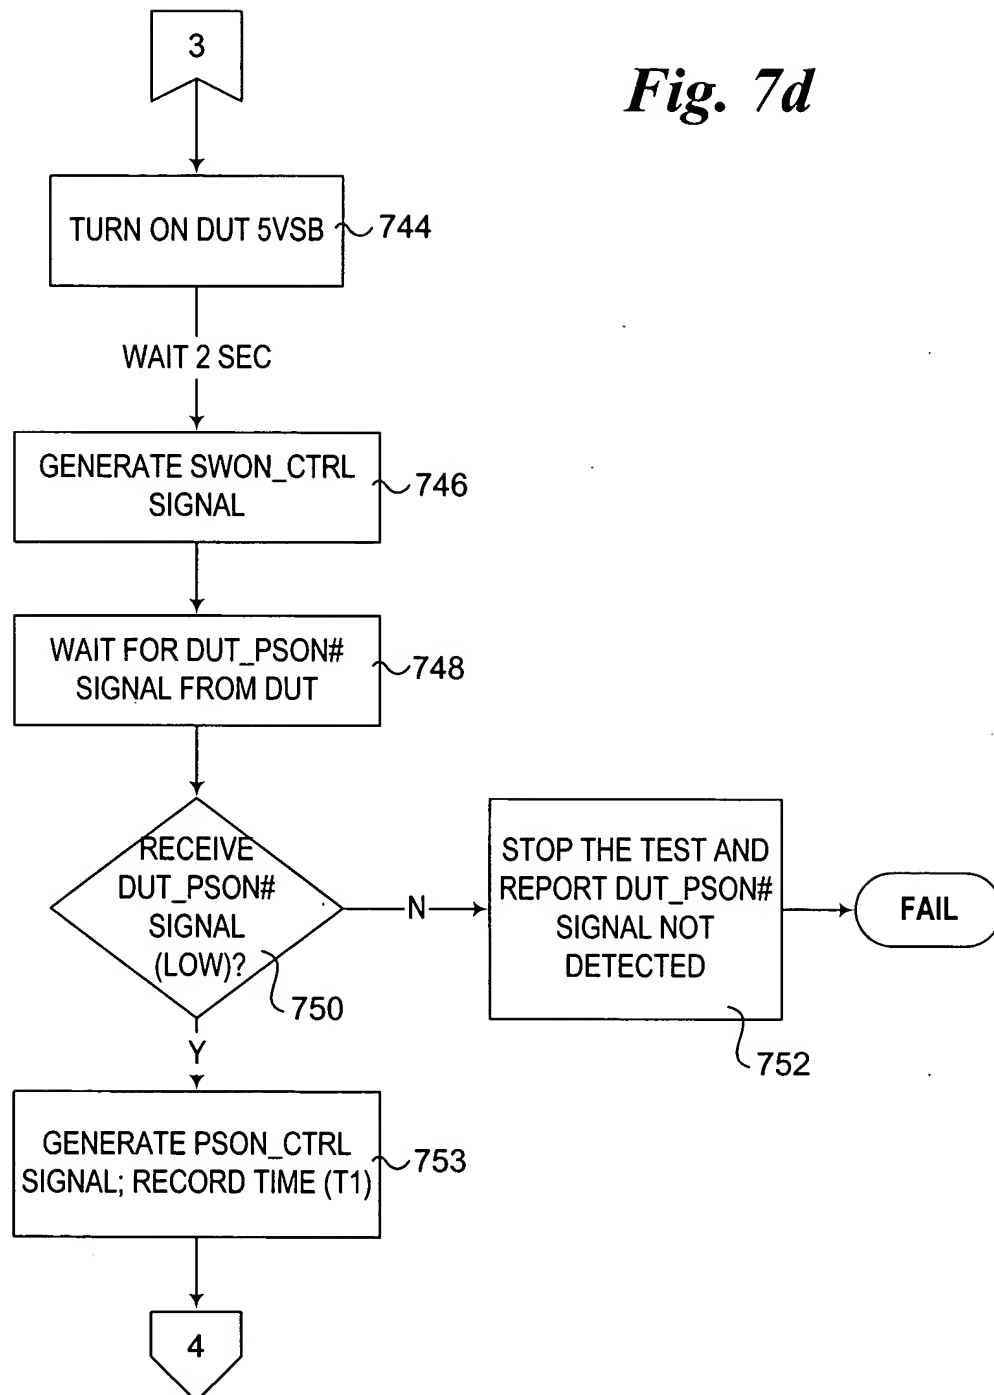 3
Fig. 7d
TURN ON DUT 5VSB
744
WAIT 2 SEC
GENERATE SWON_CTRL
SIGNAL
746
WAIT FOR DUT_PSON#
SIGNAL FROM DUT
748
RECEIVE
DUT_PSON#
SIGNAL
(LOW)?
750
N
STOP THE TEST AND
REPORT DUT_PSON#
SIGNAL NOT
DETECTED
752
FAIL
Y
GENERATE PSON_CTRL
SIGNAL; RECORD TIME (T1)
753
4